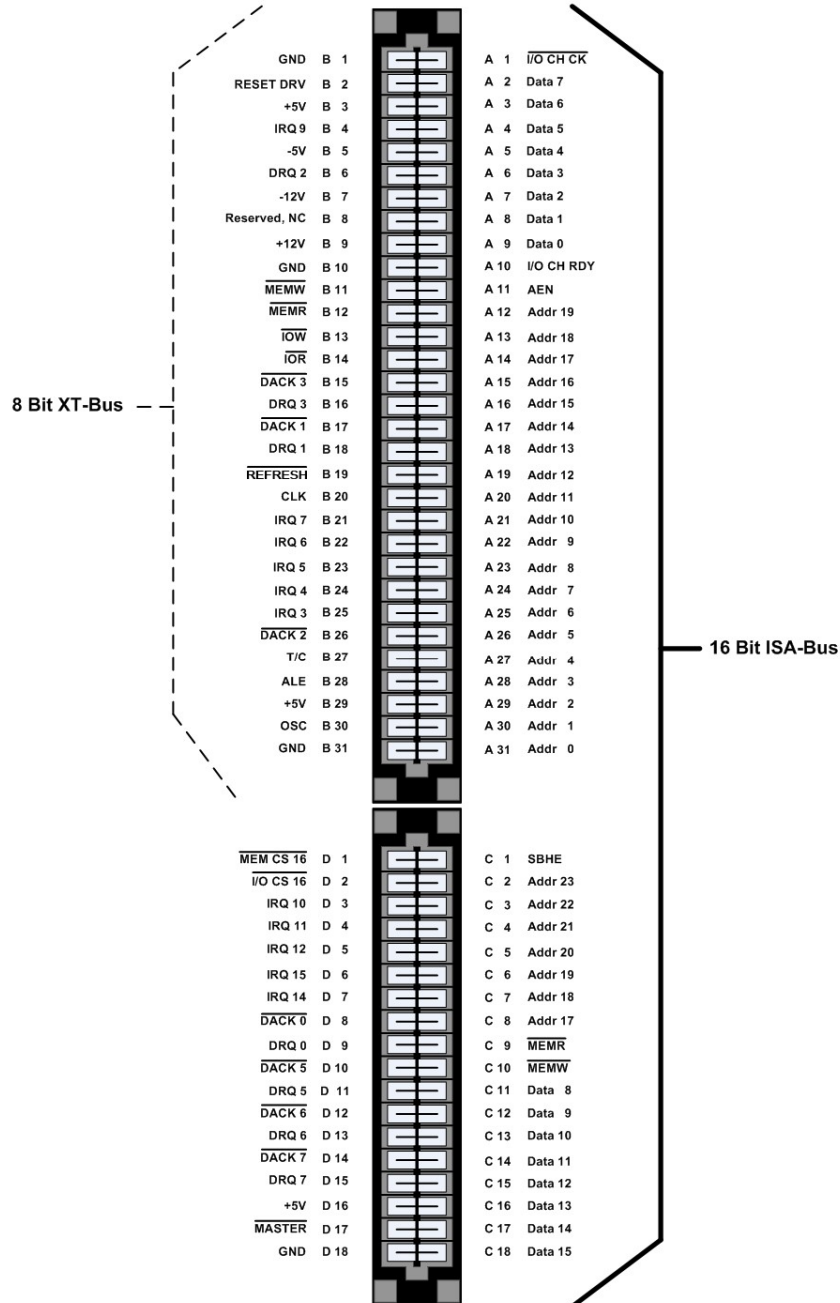 GND B 1 A 1 I/O CH CK
RESET DRV B 2 A 2 Data 7
+5V B 3 A 3 Data 6
IRQ 9 B 4 A 4 Data 5
-5V B 5 A 5 Data 4
DRQ 2 B 6 A 6 Data 3
-12V B 7 A 7 Data 2
Reserved, NC B 8 A 8 Data 1
+12V B 9 A 9 Data 0
GND B 10 A 10 I/O CH RDY
MEMW B 11 A 11 AEN
MEMR B 12 A 12 Addr 19
IOW B 13 A 13 Addr 18
IOR B 14 A 14 Addr 17
DACK 3 B 15 A 15 Addr 16
8 Bit XT-Bus
DRQ 3 B 16 A 16 Addr 15
DACK 1 B 17 A 17 Addr 14
DRQ 1 B 18 A 18 Addr 13
REFRESH B 19 A 19 Addr 12
CLK B 20 A 20 Addr 11
IRQ 7 B 21 A 21 Addr 10
IRQ 6 B 22 A 22 Addr 9
IRQ 5 B 23 A 23 Addr 8
IRQ 4 B 24 A 24 Addr 7
IRQ 3 B 25 A 25 Addr 6
DACK 2 B 26 A 26 Addr 5
16 Bit ISA-Bus
T/C B 27 A 27 Addr 4
ALE B 28 A 28 Addr 3
+5V B 29 A 29 Addr 2
OSC B 30 A 30 Addr 1
GND B 31 A 31 Addr 0
MEM CS 16 D 1 C 1 SBHE
I/O CS 16 D 2 C 2 Addr 23
IRQ 10 D 3 C 3 Addr 22
IRQ 11 D 4 C 4 Addr 21
IRQ 12 D 5 C 5 Addr 20
IRQ 15 D 6 C 6 Addr 19
IRQ 14 D 7 C 7 Addr 18
DACK 0 D 8 C 8 Addr 17
DRQ 0 D 9 C 9 MEMR
DACK 5 D 10 C 10 MEMW
DRQ 5 D 11 C 11 Data 8
DACK 6 D 12 C 12 Data 9
DRQ 6 D 13 C 13 Data 10
DACK 7 D 14 C 14 Data 11
DRQ 7 D 15 C 15 Data 12
+5V D 16 C 16 Data 13
MASTER D 17 C 17 Data 14
GND D 18 C 18 Data 15